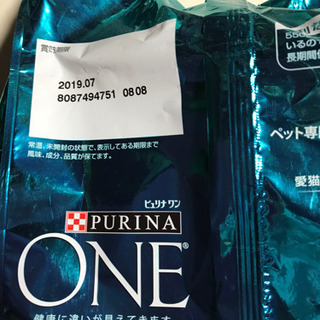 賞味期限
2019.07
8087494751 0808
常温、未開封の状態で、表示してある期限まで
風味、成分、品質が保てます。
ピュリナ ワン
PURINA
ONE®
健康に違いが見えてきます
いるので
長期間保
ペット専
愛猫